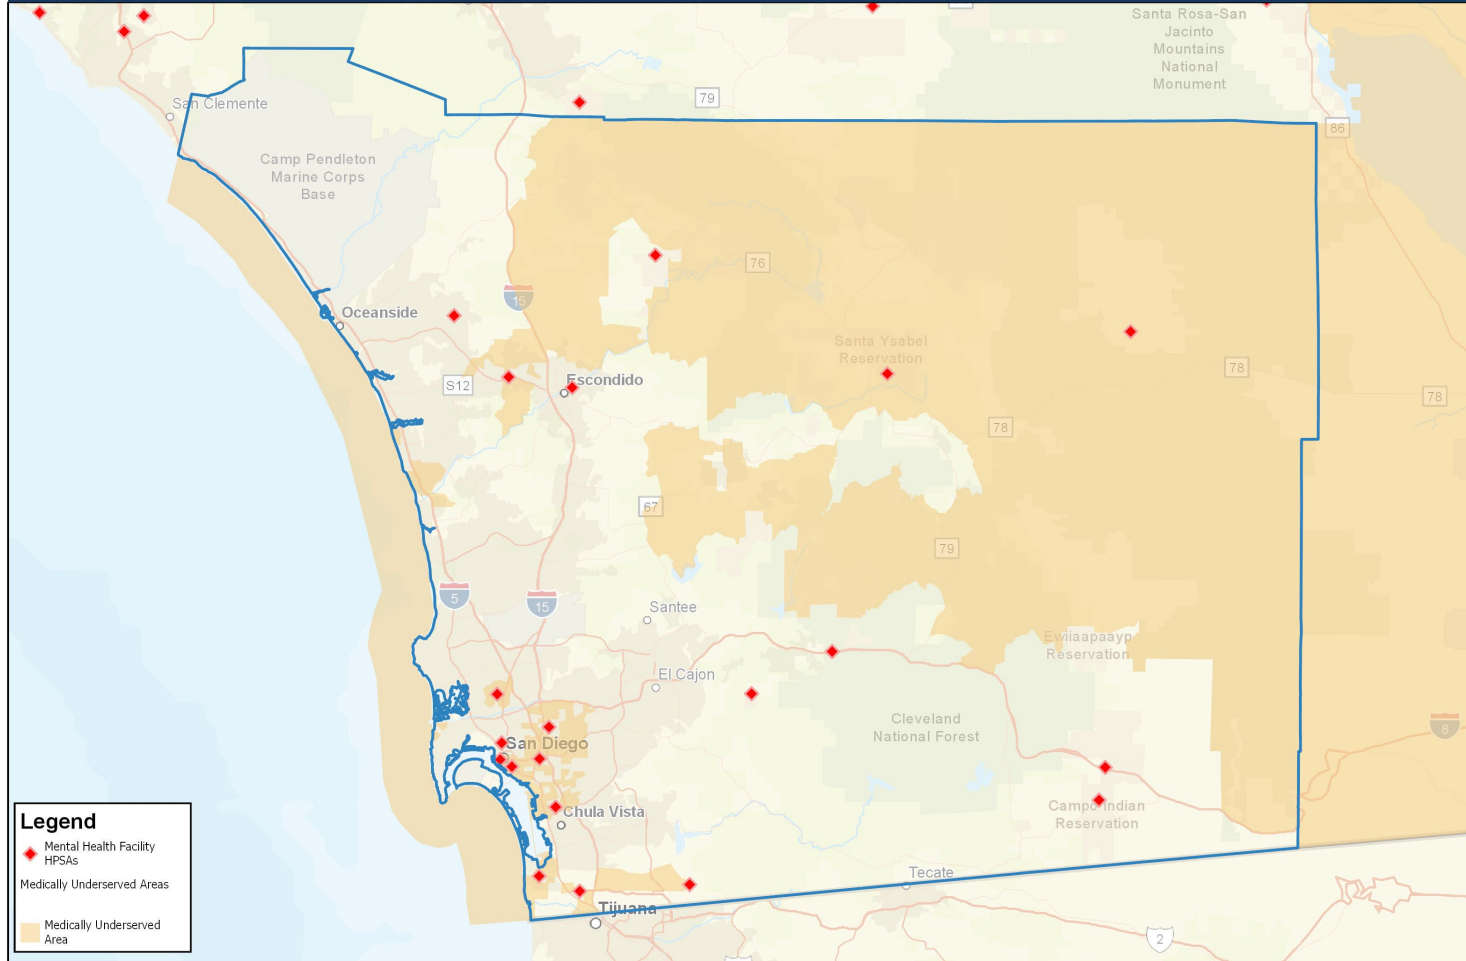 Santa Rosa-San
Jacinto
Mountains
National
Monument
79
San Clemente
86
Camp Pendleton
Marine Corps
Base
76
15
Oceanside
Santa Ysabel
Reservation
78
S12
Escondido
78
78
67
79
5
15
Santee
Ewiiaapaayp
Reservation
El Cajon
Cleveland
National Forest
8
San Diego
Chula Vista
Campo Indian
Reservation
Tecate
Tijuana
2
Legend
Mental Health Facility
HPSAs
Medically Underserved Areas
Medically Underserved
Area